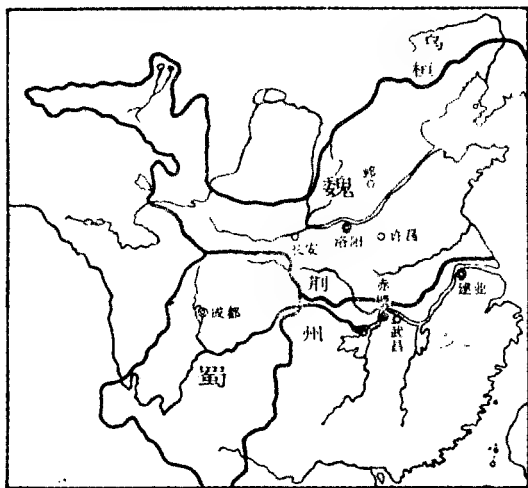 乌
桓
魏
邺
长安
洛阳
许昌
荆
赤壁
建业
成都
州
武昌
蜀